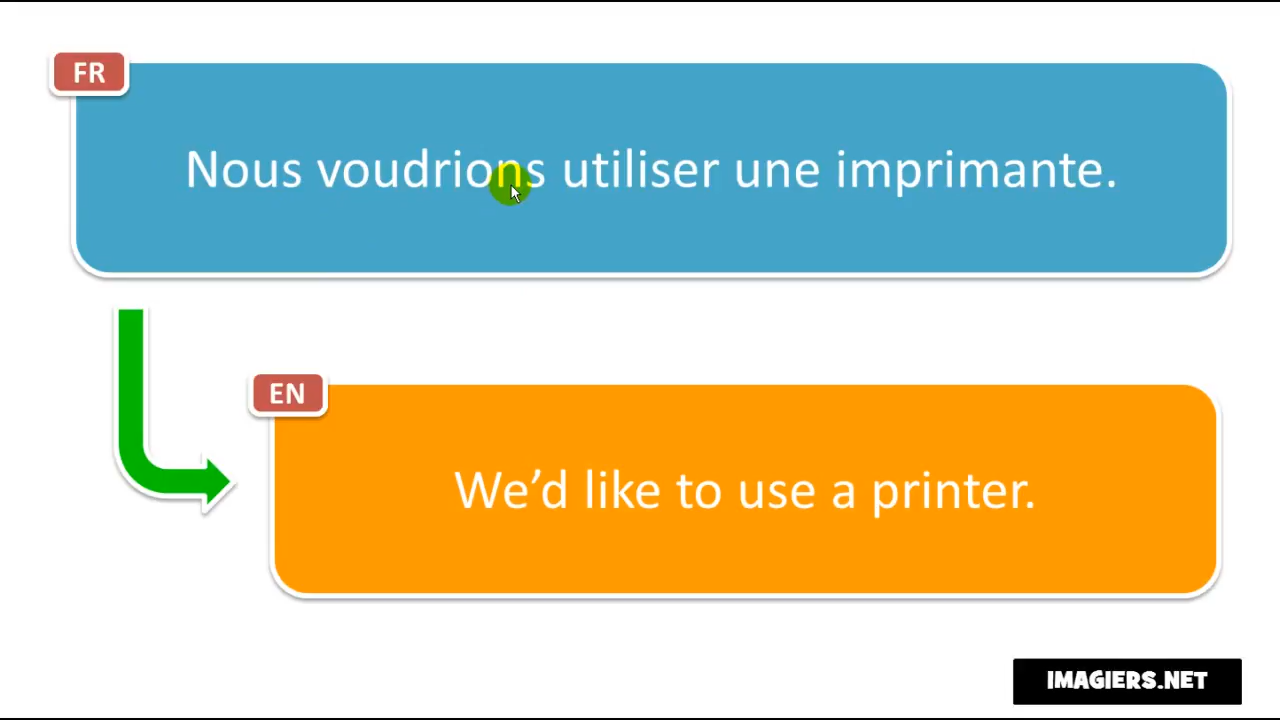 FR
Nous voudrions utiliser une imprimante.
EN
We’d like to use a printer.
IMAGIERS.NET